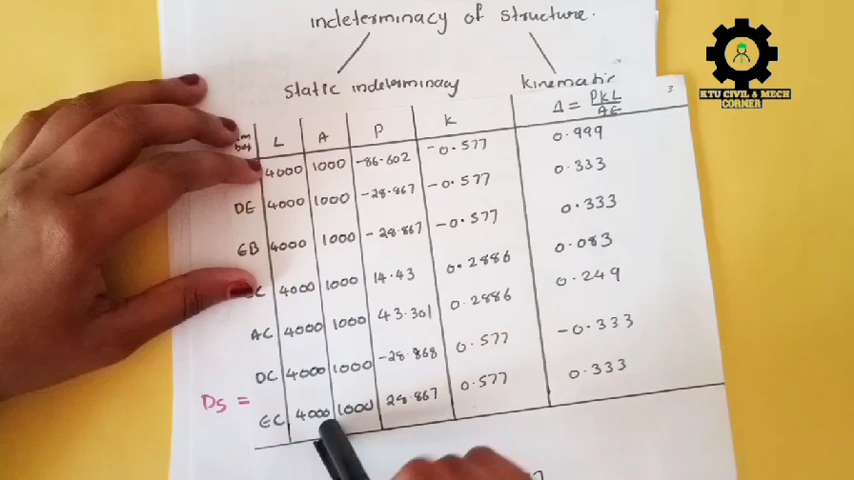 indeterminacy of structure.
static indeterminacy kinematic
KTU CIVIL & MECH
CORNER
3
L A P K Δ = PKL/AE
4000 1000 -86.602 -0.577 0.999
DE 4000 1000 -28.867 -0.577 0.333
EB 4000 1000 -28.867 -0.577 0.333
C 4000 1000 14.43 0.2886 0.083
AC 4000 1000 43.301 0.2886 0.249
DC 4000 1000 -28.868 0.577 -0.333
EC 4000 1000 28.867 0.577 0.333
Ds =